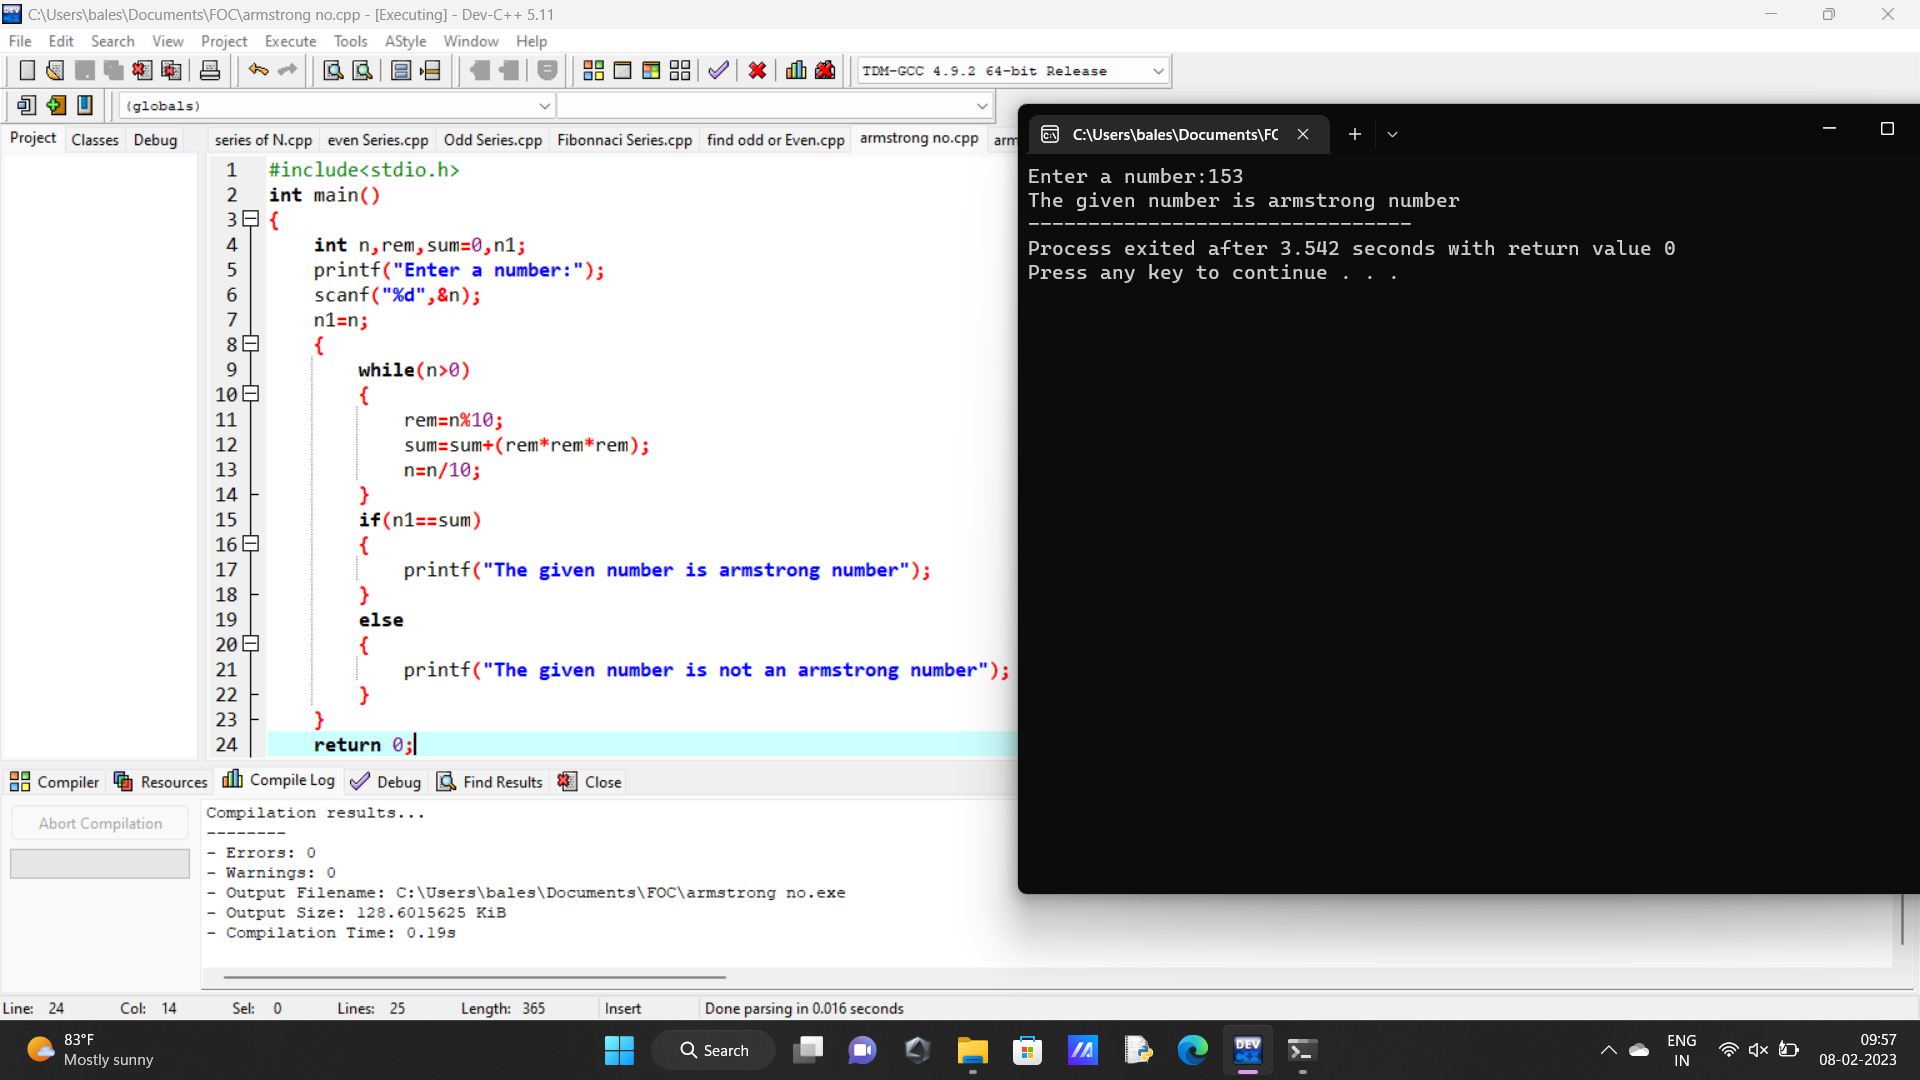 C:\Users\bales\Documents\FOC\armstrong no.cpp - [Executing] - Dev-C++ 5.11
File Edit Search View Project Execute Tools AStyle Window Help
TDM-GCC 4.9.2 64-bit Release
(globals)
Project Classes Debug
series of N.cpp even Series.cpp Odd Series.cpp Fibonnaci Series.cpp find odd or Even.cpp armstrong no.cpp arm
1 #include<stdio.h>
2 int main()
3 {
4 int n,rem,sum=0,n1;
5 printf("Enter a number:");
6 scanf("%d",&n);
7 n1=n;
8 {
9 while(n>0)
10 {
11 rem=n%10;
12 sum=sum+(rem*rem*rem);
13 n=n/10;
14 }
15 if(n1==sum)
16 {
17 printf("The given number is armstrong number");
18 }
19 else
20 {
21 printf("The given number is not an armstrong number");
22 }
23 }
24 return 0;
C:\Users\bales\Documents\FC
Enter a number:153
The given number is armstrong number
--------------------------------
Process exited after 3.542 seconds with return value 0
Press any key to continue . . .
Compiler Resources Compile Log Debug Find Results Close
Abort Compilation
Compilation results...
--------
- Errors: 0
- Warnings: 0
- Output Filename: C:\Users\bales\Documents\FOC\armstrong no.exe
- Output Size: 128.6015625 KiB
- Compilation Time: 0.19s
Line: 24 Col: 14 Sel: 0 Lines: 25 Length: 365 Insert Done parsing in 0.016 seconds
83°F
Mostly sunny
Search
DEV
C++
ENG
IN
09:57
08-02-2023